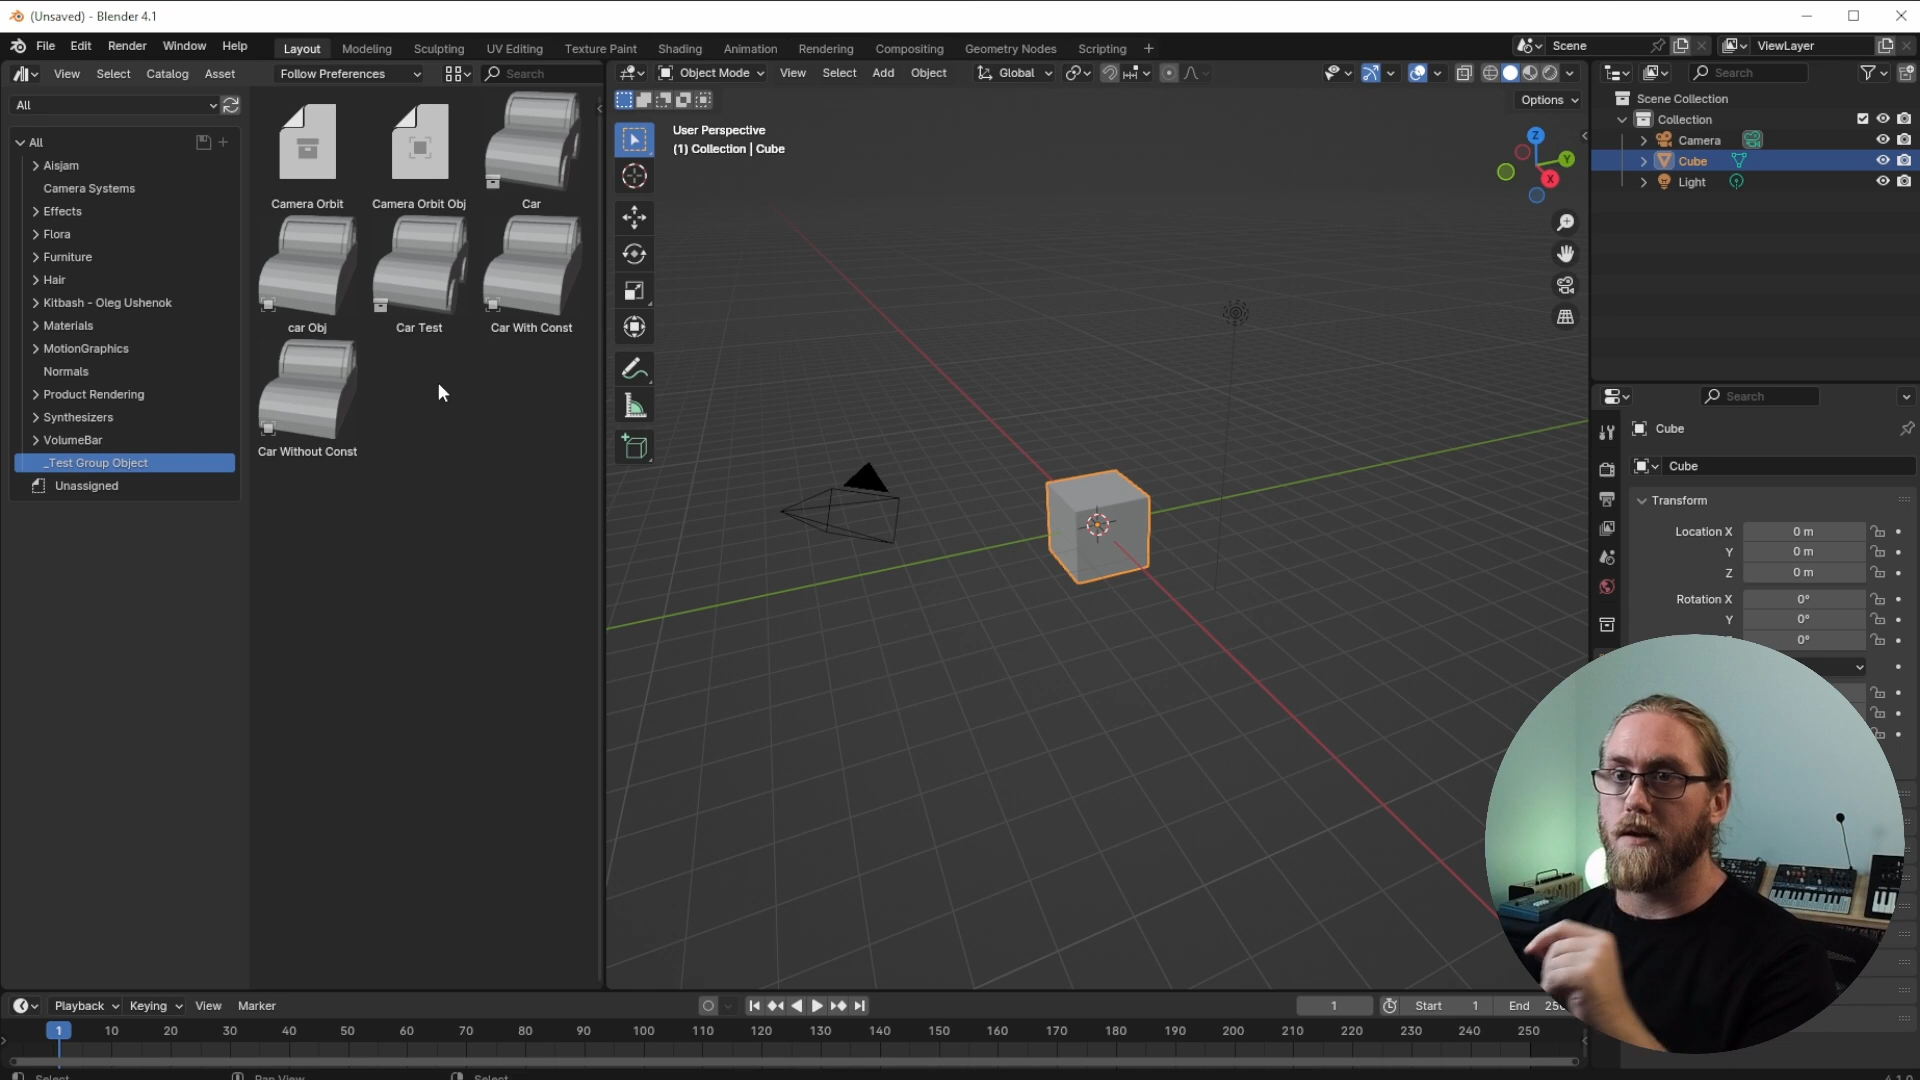 (Unsaved) - Blender 4.1
File Edit Render Window Help
Layout Modeling Sculpting UV Editing Texture Paint Shading Animation Rendering Compositing Geometry Nodes Scripting +
Scene
ViewLayer
View Select Catalog Asset
Follow Preferences
Search
Object Mode
View Select Add Object
Global
Search
All
Options
All
Aisjam
Camera Systems
Effects
Flora
Furniture
Hair
Kitbash - Oleg Ushenok
Materials
MotionGraphics
Normals
Product Rendering
Synthesizers
VolumeBar
_Test Group Object
Unassigned
Camera Orbit
Camera Orbit Obj
Car
car Obj
Car Test
Car With Const
Car Without Const
User Perspective
(1) Collection | Cube
Z
Y
X
Scene Collection
Collection
Camera
Cube
Light
Search
Cube
Cube
Transform
Location X 0 m
Y 0 m
Z 0 m
Rotation X 0°
Y 0°
0°
Playback Keying View Marker
1
Start 1
End
1 10 20 30 40 50 60 70 80 90 100 110 120 130 140 150 160 170 180 190 200 210 220 230 240 250
Select
Pan View
Select